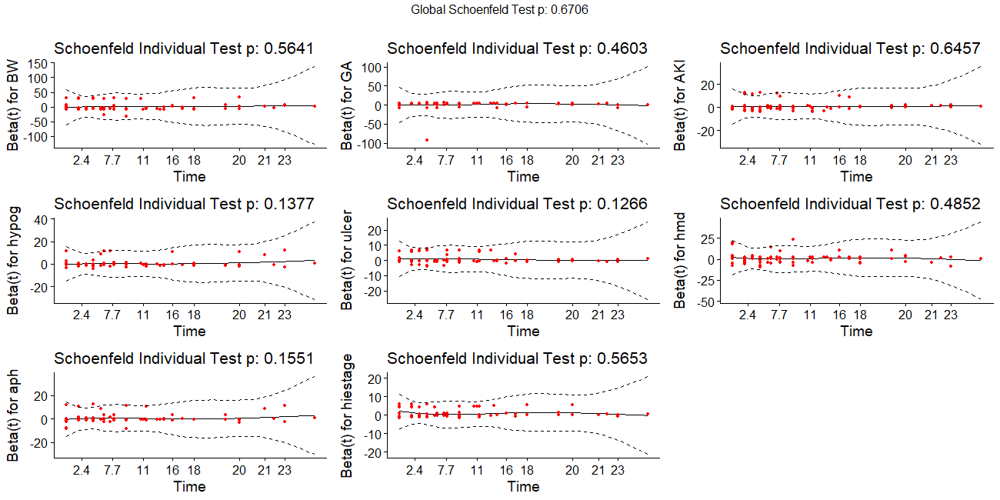 Global Schoenfeld Test p: 0.6706
Schoenfeld Individual Test p: 0.5641
Beta(t) for BW
150
100
50
0
-50
-100
2.4 7.7 11 16 18 20 21 23
Time
Schoenfeld Individual Test p: 0.4603
Beta(t) for GA
100
50
0
-50
-100
2.4 7.7 11 16 18 20 21 23
Time
Schoenfeld Individual Test p: 0.6457
Beta(t) for AKI
20
0
-20
2.4 7.7 11 16 18 20 21 23
Time
Schoenfeld Individual Test p: 0.1377
Beta(t) for hypog
40
20
0
-20
2.4 7.7 11 16 18 20 21 23
Time
Schoenfeld Individual Test p: 0.1266
Beta(t) for ulcer
20
10
0
-10
-20
2.4 7.7 11 16 18 20 21 23
Time
Schoenfeld Individual Test p: 0.4852
Beta(t) for hmd
25
0
-25
-50
2.4 7.7 11 16 18 20 21 23
Time
Schoenfeld Individual Test p: 0.1551
Beta(t) for aph
20
0
-20
2.4 7.7 11 16 18 20 21 23
Time
Schoenfeld Individual Test p: 0.5653
Beta(t) for hiestage
20
10
0
-10
-20
2.4 7.7 11 16 18 20 21 23
Time